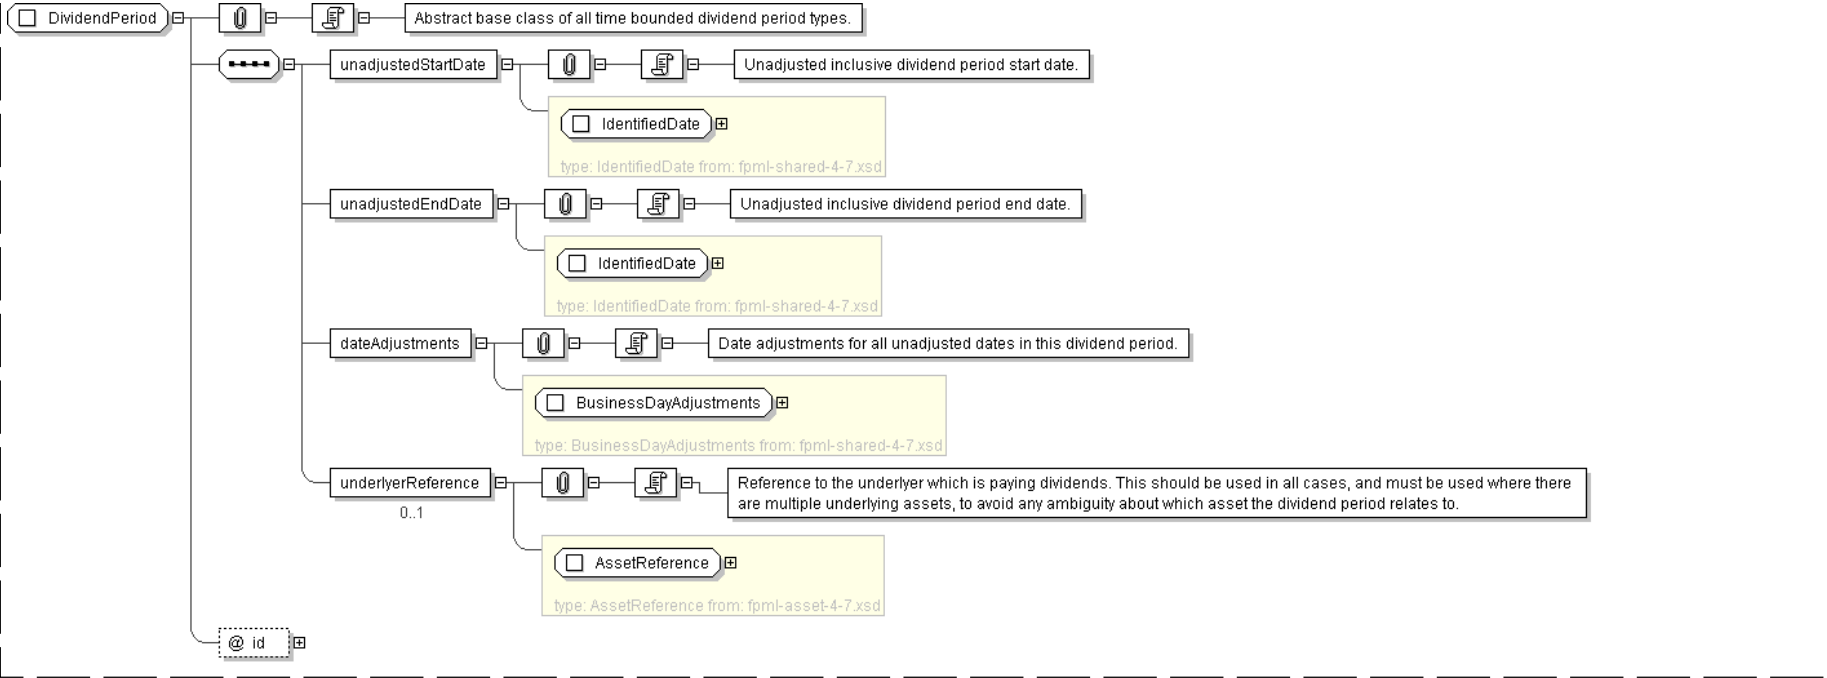 DividendPeriod
Abstract base class of all time bounded dividend period types.
unadjustedStartDate
Unadjusted inclusive dividend period start date.
IdentifiedDate
type: IdentifiedDate from: fpml-shared-4-7.xsd
unadjustedEndDate
Unadjusted inclusive dividend period end date.
IdentifiedDate
type: IdentifiedDate from: fpml-shared-4-7.xsd
dateAdjustments
Date adjustments for all unadjusted dates in this dividend period.
BusinessDayAdjustments
type: BusinessDayAdjustments from: fpml-shared-4-7.xsd
underlyerReference
0..1
Reference to the underlyer which is paying dividends. This should be used in all cases, and must be used where there
are multiple underlying assets, to avoid any ambiguity about which asset the dividend period relates to.
AssetReference
type: AssetReference from: fpml-asset-4-7.xsd
@ id